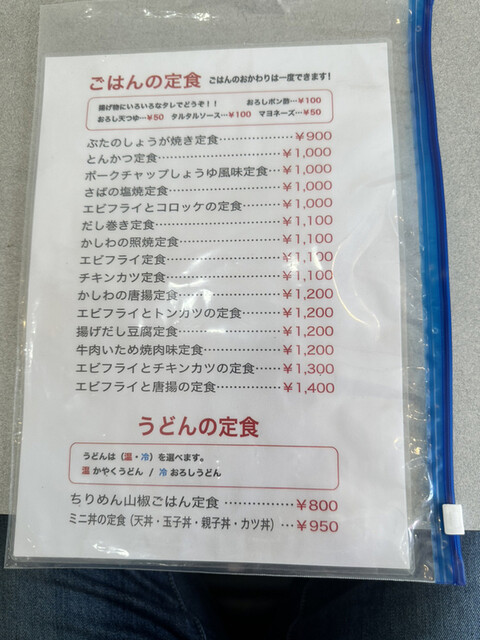 ごはんの定食 ごはんのおかわりは一度できます!
揚げ物にいろいろなタレでどうぞ!! おろしポン酢…¥100
おろし天つゆ…¥50 タルタルソース…¥100 マヨネーズ…¥50
ぶたのしょうが焼き定食………………¥900
とんかつ定食………………………¥1,000
ポークチャップしょうゆ風味定食…¥1,000
さばの塩焼定食……………………¥1,000
エビフライとコロッケの定食………¥1,000
だし巻き定食………………………¥1,100
かしわの照焼定食…………………¥1,100
エビフライ定食……………………¥1,100
チキンカツ定食……………………¥1,100
かしわの唐揚定食…………………¥1,200
エビフライとトンカツの定食………¥1,200
揚げだし豆腐定食…………………¥1,200
牛肉いため焼肉味定食……………¥1,200
エビフライとチキンカツの定食……¥1,300
エビフライと唐揚の定食……………¥1,400
うどんの定食
うどんは(温・冷)を選べます。
温 かやくうどん / 冷 おろしうどん
ちりめん山椒ごはん定食 …………¥800
ミニ丼の定食(天丼・玉子丼・親子丼・カツ丼)…¥950